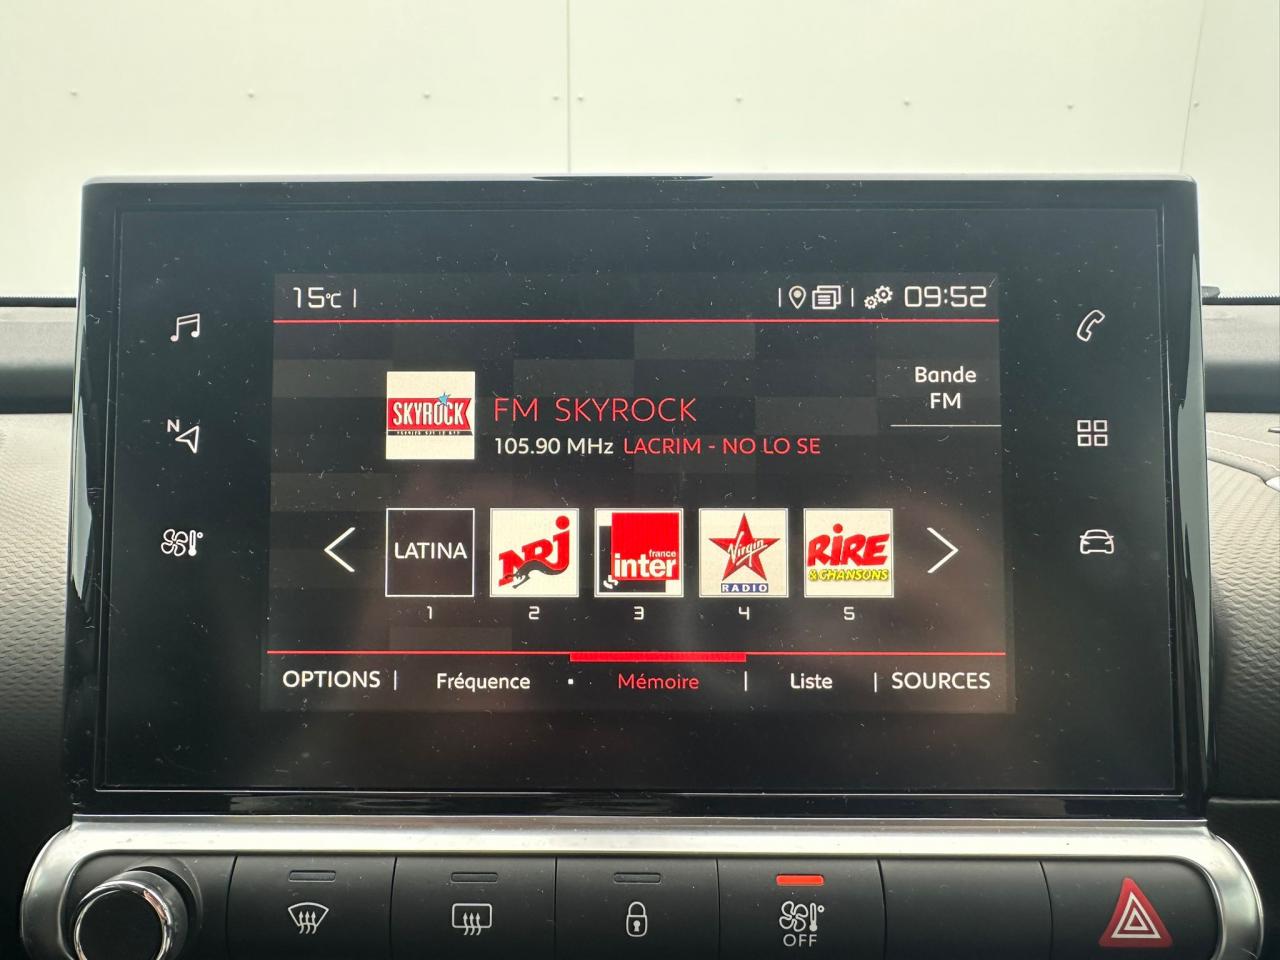 15°C
09:52
Bande
FM
SKYROCK
FM SKYROCK
105.90 MHz LACRIM - NO LO SE
LATINA
NRJ
france
inter
Virgin
RADIO
RIRE
& CHANSONS
1 2 3 4 5
OPTIONS Fréquence Mémoire Liste SOURCES
N
OFF